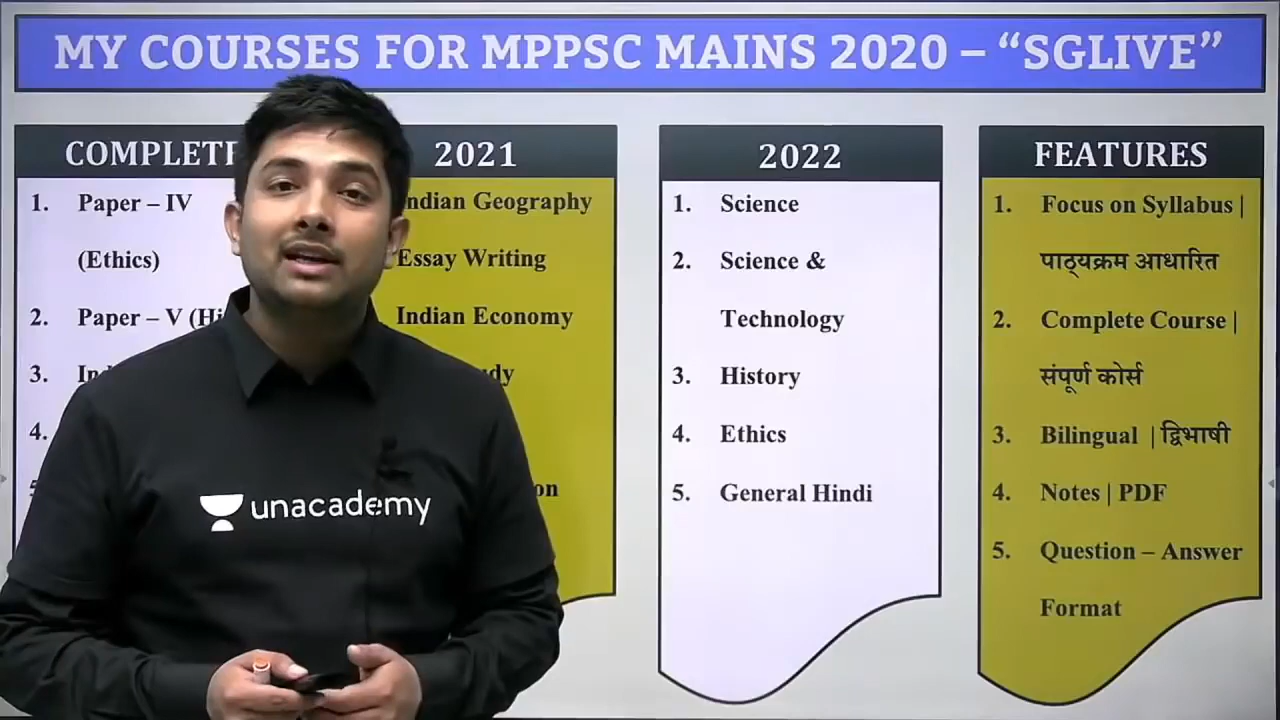 MY COURSES FOR MPPSC MAINS 2020 – “SGLIVE”
1. Paper – IV
(Ethics)
2. Paper – V
3.
4.
2021
Indian Geography
Essay Writing
Indian Economy
2022
1. Science
2. Science &
Technology
3. History
4. Ethics
5. General Hindi
FEATURES
1. Focus on Syllabus |
पाठ्यक्रम आधारित
2. Complete Course |
संपूर्ण कोर्स
3. Bilingual | द्विभाषी
4. Notes | PDF
5. Question – Answer
Format
unacademy